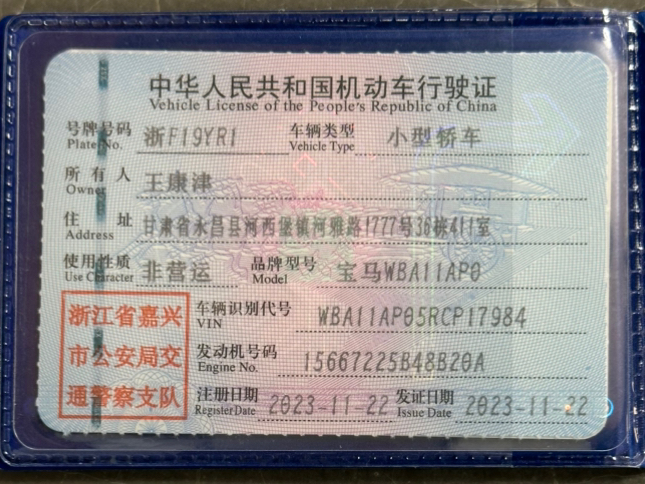 中华人民共和国机动车行驶证
Vehicle License of the People's Republic of China
号牌号码 浙F19YR1 车辆类型 小型轿车
Plate No. Vehicle Type
所有人 王康津
Owner
住址 甘肃省永昌县河西堡镇河雅路1777号36栋411室
Address
使用性质 非营运 品牌型号 宝马WBA11AP0
Use Character Model
浙江省嘉兴
市公安局交
通警察支队
车辆识别代号 WBA11AP05RCP17984
VIN
发动机号码 15667225B48B20A
Engine No.
注册日期 2023-11-22 发证日期 2023-11-22
Register Date Issue Date